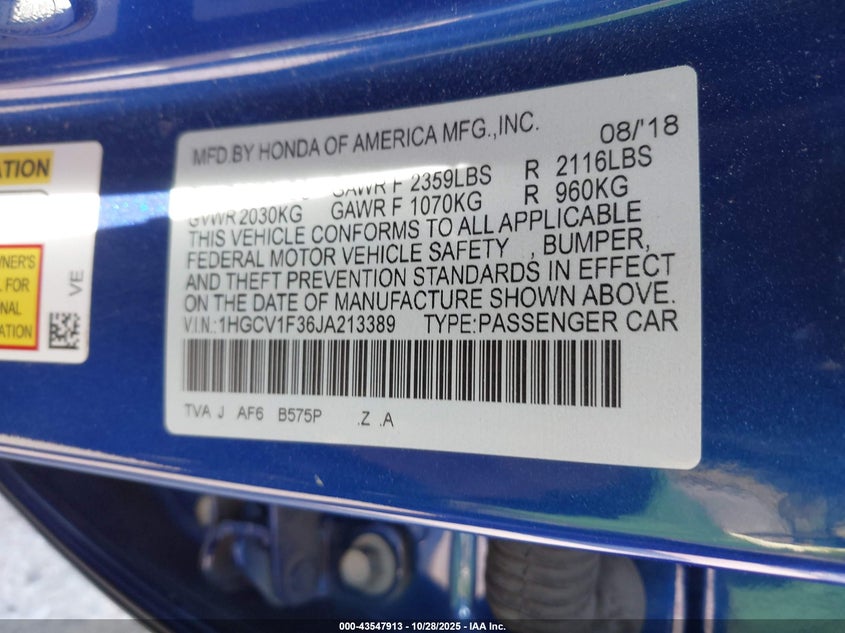 MFD.BY HONDA OF AMERICA MFG.,INC. 08/'18
GAWR F 2359LBS R 2116LBS
GVWR 2030KG GAWR F 1070KG R 960KG
THIS VEHICLE CONFORMS TO ALL APPLICABLE
FEDERAL MOTOR VEHICLE SAFETY , BUMPER,
AND THEFT PREVENTION STANDARDS IN EFFECT
ON THE DATE OF MANUFACTURE SHOWN ABOVE.
V.I.N.: 1HGCV1F36JA213389 TYPE:PASSENGER CAR
TVA J AF6 B575P .Z .A
VE
000-43547913 - 10/28/2025 - IAA Inc.